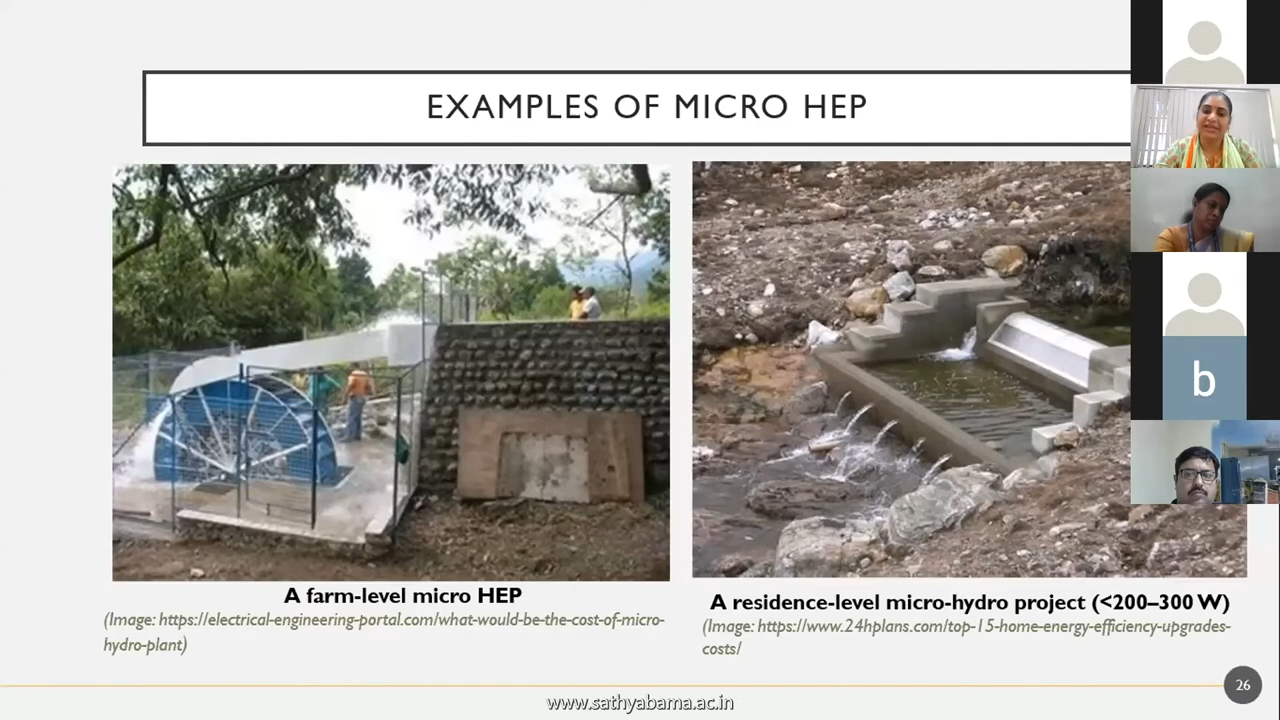 EXAMPLES OF MICRO HEP
b
A farm-level micro HEP
(Image: https://electrical-engineering-portal.com/what-would-be-the-cost-of-micro-
hydro-plant)
A residence-level micro-hydro project (<200–300 W)
(Image: https://www.24hplans.com/top-15-home-energy-efficiency-upgrades-
costs/
26
www.sathyabama.ac.in